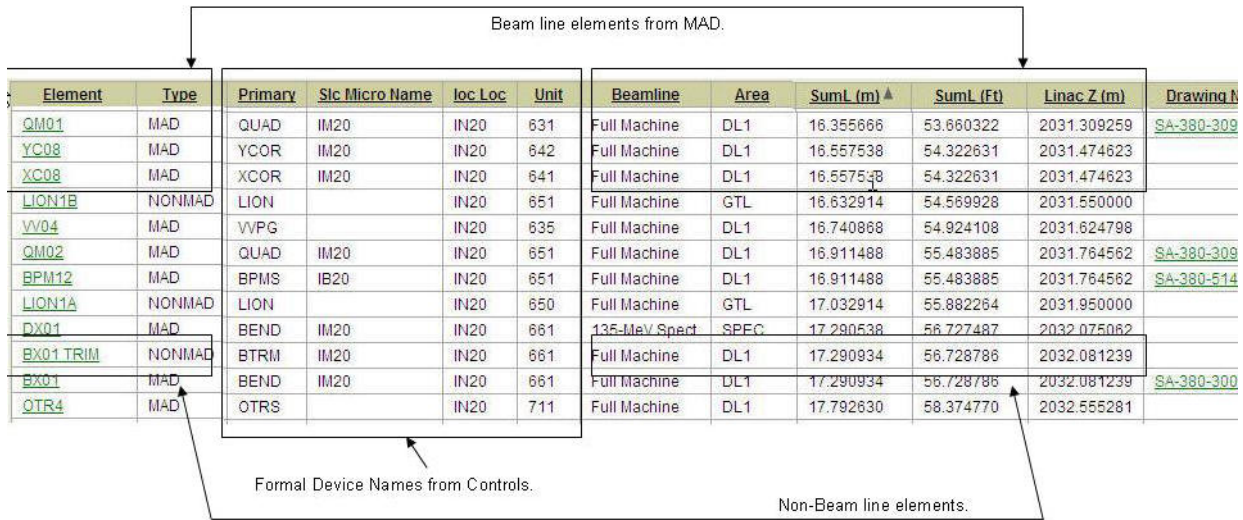 Beam line elements from MAD.
Element Type Primary Slc Micro Name Ioc Loc Unit Beamline Area SumL (m) SumL (Ft) Linac Z (m) Drawing N
QM01 MAD QUAD IM20 IN20 631 Full Machine DL1 16.355666 53.660322 2031.309259 SA-380-309
YC08 MAD YCOR IM20 IN20 642 Full Machine DL1 16.557538 54.322631 2031.474623
XC08 MAD XCOR IM20 IN20 641 Full Machine DL1 16.557538 54.322631 2031.474623
LION1B NONMAD LION IN20 651 Full Machine GTL 16.632914 54.569928 2031.550000
VV04 MAD VVPG IN20 635 Full Machine DL1 16.740868 54.924108 2031.624798
QM02 MAD QUAD IM20 IN20 651 Full Machine DL1 16.911488 55.483885 2031.764562 SA-380-309
BPM12 MAD BPMS IB20 IN20 651 Full Machine DL1 16.911488 55.483885 2031.764562 SA-380-514
LION1A NONMAD LION IN20 650 Full Machine GTL 17.032914 55.882264 2031.950000
DX01 MAD BEND IM20 IN20 661 135-MeV Spect SPEC 17.290538 56.727487 2032.075062
BX01 TRIM NONMAD BTRM IM20 IN20 661 Full Machine DL1 17.290934 56.728786 2032.081239
BX01 MAD BEND IM20 IN20 661 Full Machine DL1 17.290934 56.728786 2032.081239 SA-380-300
OTR4 MAD OTRS IN20 711 Full Machine DL1 17.792630 58.374770 2032.555281
Formal Device Names from Controls.
Non-Beam line elements.